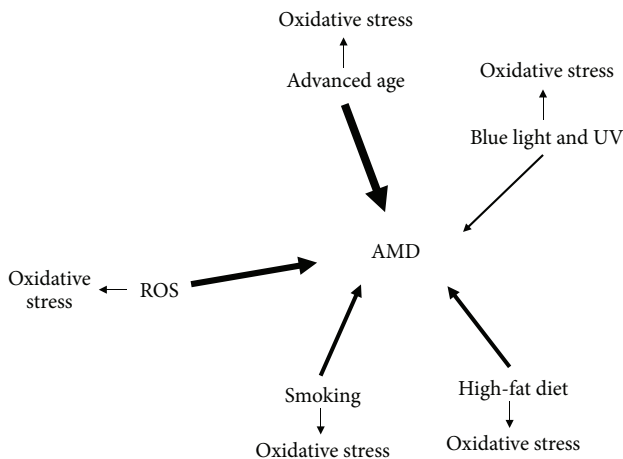 Oxidative stress
Advanced age
Oxidative stress
Blue light and UV
AMD
Oxidative
stress
ROS
Smoking
Oxidative stress
High-fat diet
Oxidative stress